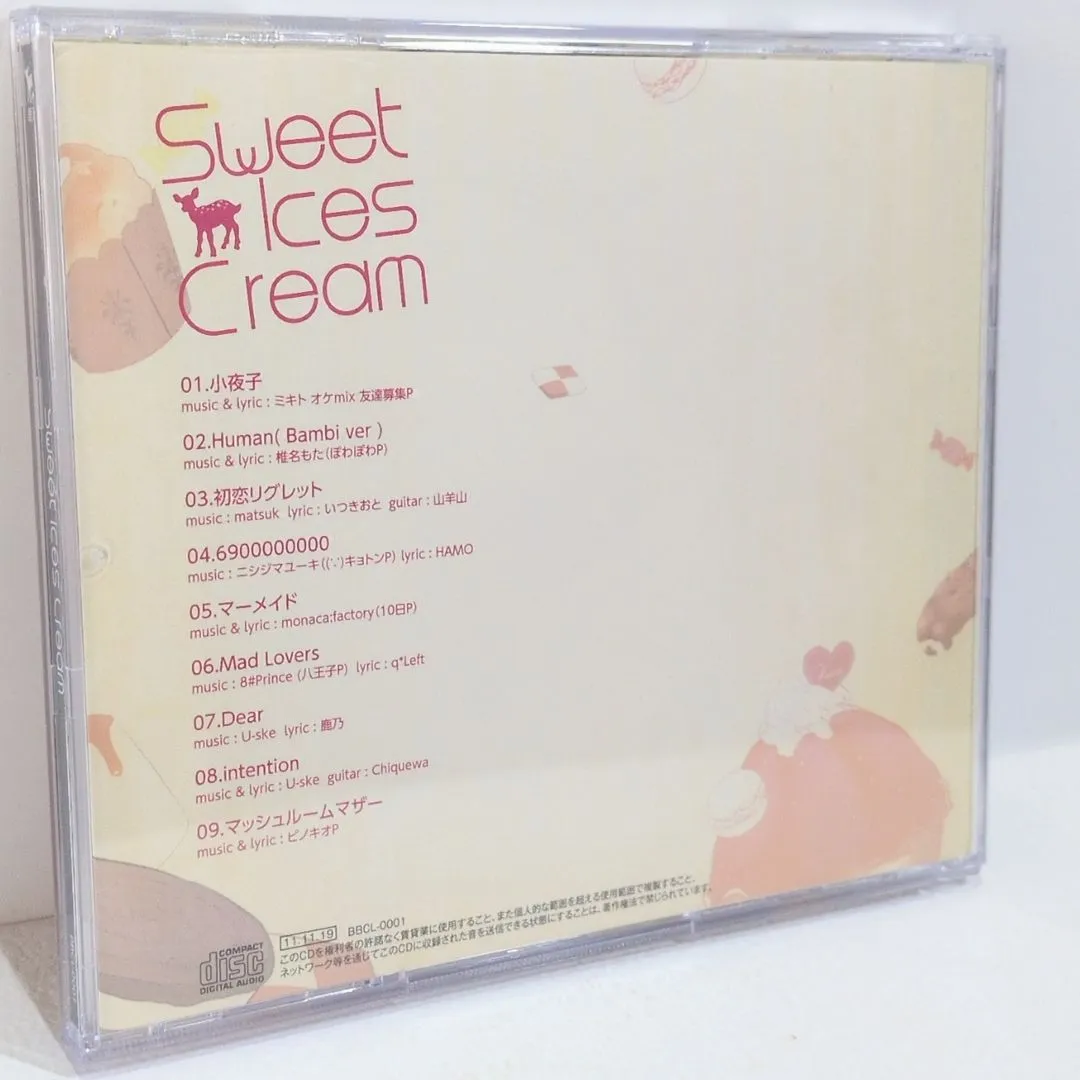 Sweet
Ices
Cream
01.小夜子
music & lyric : ミキト オケmix 友達募集P
02.Human( Bambi ver )
music & lyric : 椎名もた(ぽわぽわP)
03.初恋リグレット
music : matsuk lyric : いつきおと guitar : 山羊山
04.6900000000
music : ニシジマユーキ((∵)キョトンP) lyric : HAMO
05.マーメイド
music & lyric : monaca:factory(10日P)
06.Mad Lovers
music : 8#Prince (八王子P) lyric : q*Left
07.Dear
music : U-ske lyric : 鹿乃
08.intention
music & lyric : U-ske guitar : Chiquewa
09.マッシュルームマザー
music & lyric : ピノキオP
COMPACT
disc
DIGITAL AUDIO
11.11.19 BBCL-0001
このCDを権利者の許諾なく賃貸業に使用すること、また個人的な範囲を超える使用範囲で複製すること、
ネットワーク等を通じてこのCDに収録された音を送信できる状態にすることは、著作権法で禁じられています。
Sweet Ices Cream